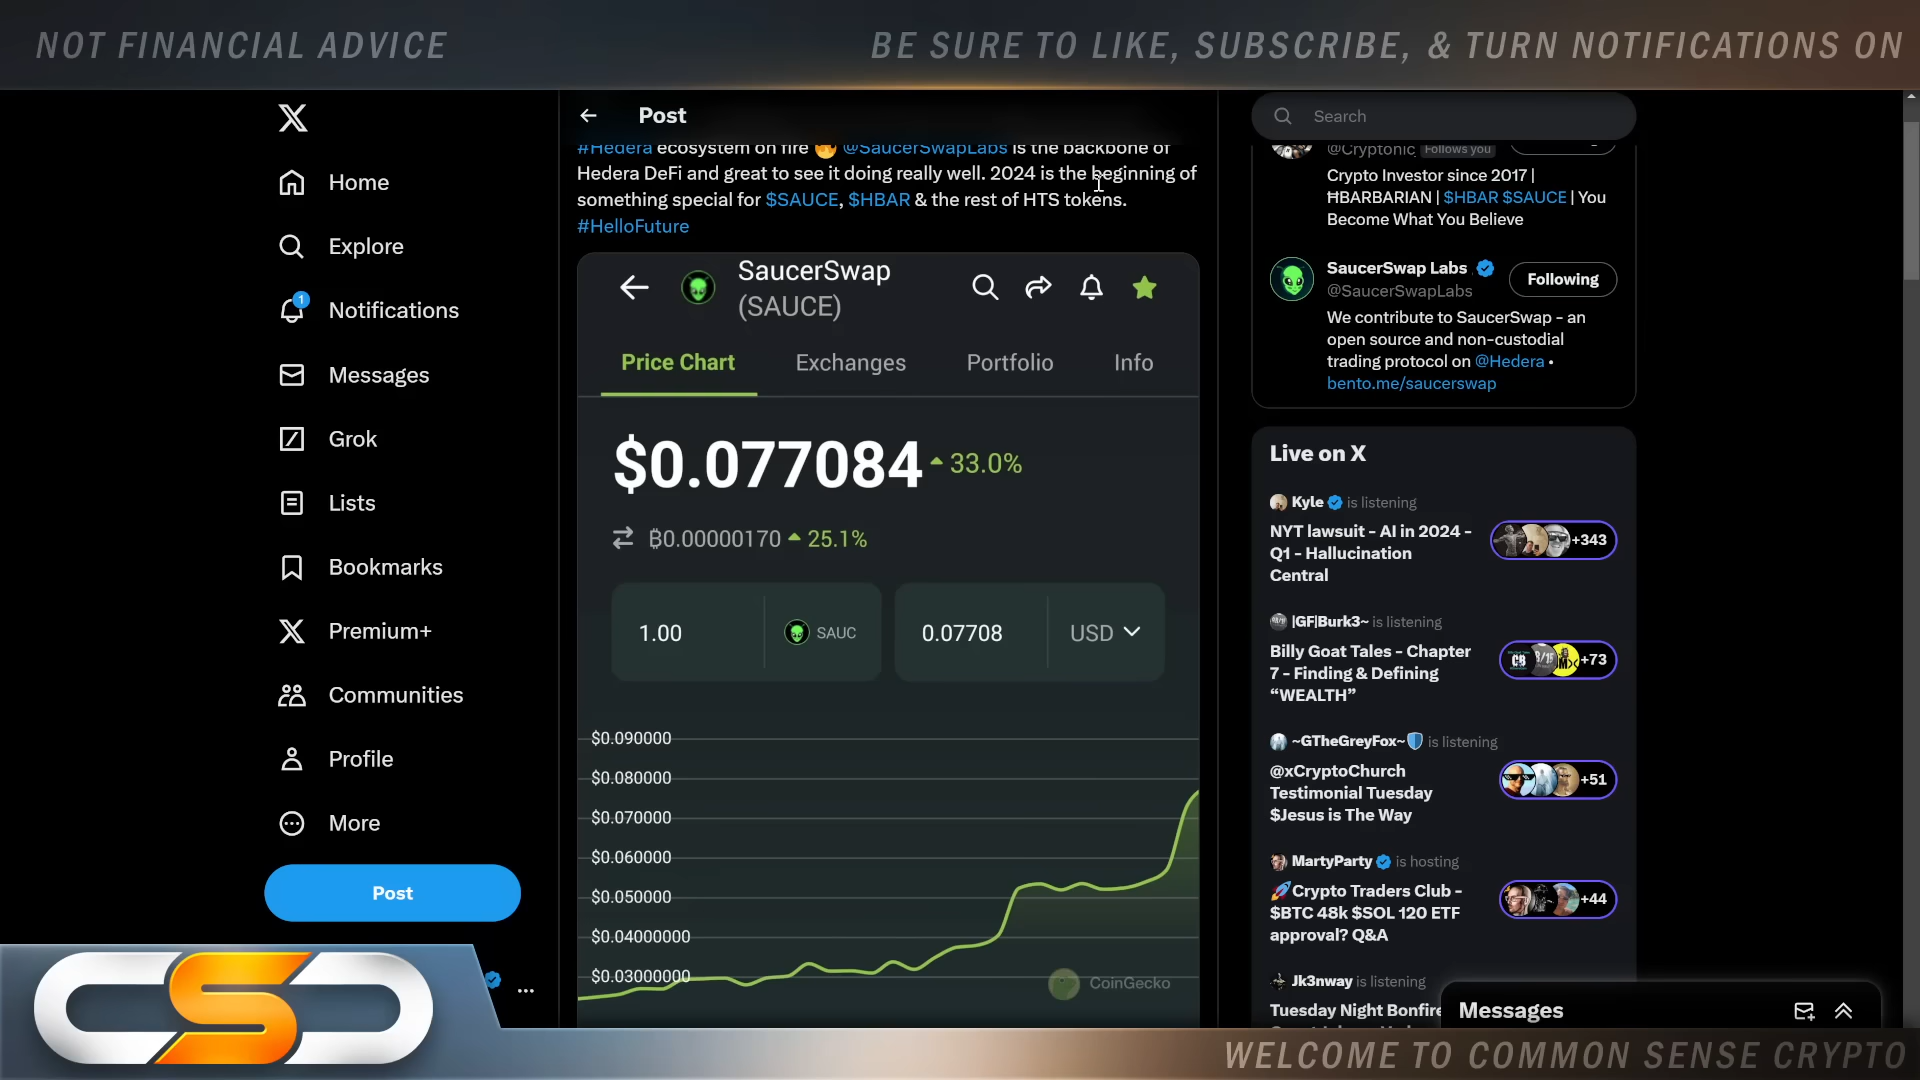 NOT FINANCIAL ADVICE
BE SURE TO LIKE, SUBSCRIBE, & TURN NOTIFICATIONS ON
Home
Explore
1
Notifications
Messages
Grok
Lists
Bookmarks
Premium+
Communities
Profile
More
Post
Post
#Hedera ecosystem on fire 🔥 @SaucerSwapLabs is the backbone of
Hedera DeFi and great to see it doing really well. 2024 is the beginning of
something special for $SAUCE, $HBAR & the rest of HTS tokens.
#HelloFuture
SaucerSwap
(SAUCE)
Price Chart
Exchanges
Portfolio
Info
$0.077084 33.0%
₿0.00000170 25.1%
1.00
SAUC
0.07708
USD
$0.090000
$0.080000
$0.070000
$0.060000
$0.050000
$0.04000000
$0.03000000
CoinGecko
Search
@Cryptonic Follows you
Crypto Investor since 2017 |
ĦBARBARIAN | $HBAR $SAUCE | You
Become What You Believe
SaucerSwap Labs
@SaucerSwapLabs
Following
We contribute to SaucerSwap - an
open source and non-custodial
trading protocol on @Hedera •
bento.me/saucerswap
Live on X
Kyle is listening
NYT lawsuit - AI in 2024 -
Q1 - Hallucination
Central
+343
|GF|Burk3~ is listening
Billy Goat Tales - Chapter
7 - Finding & Defining
“WEALTH”
+73
~GTheGreyFox~ is listening
@xCryptoChurch
Testimonial Tuesday
$Jesus is The Way
+51
MartyParty is hosting
🚀Crypto Traders Club -
$BTC 48k $SOL 120 ETF
approval? Q&A
+44
Jk3nway is listening
Tuesday Night Bonfire
Messages
CSC
WELCOME TO COMMON SENSE CRYPTO